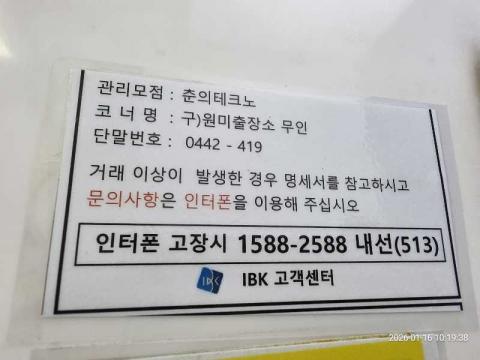 관리모점 : 춘의테크노
코 너 명 : 구)원미출장소 무인
단말번호 : 0442 - 419
거래 이상이 발생한 경우 명세서를 참고하시고
문의사항은 인터폰을 이용해 주십시오
인터폰 고장시 1588-2588 내선(513)
IBK IBK 고객센터
2026-01-16 10:19:38